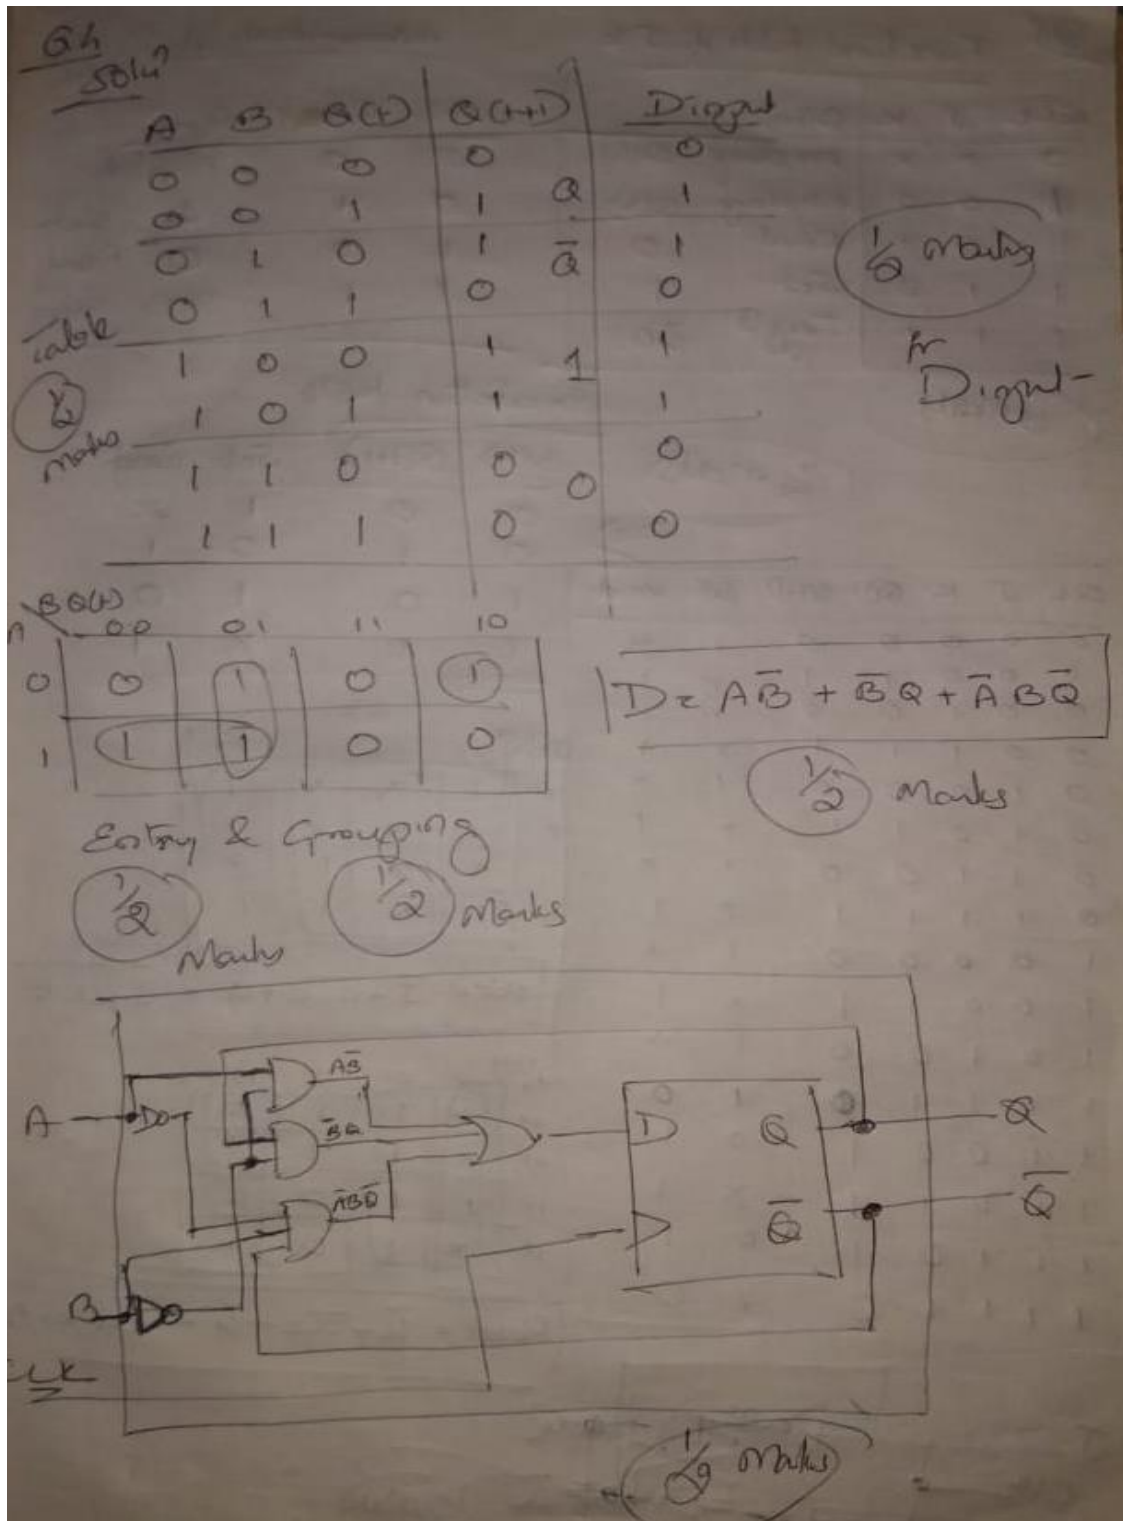 Q4
Soln
A B Q(t) Q(t+1) D input
0 0 0 0 0
0 0 1 1 Q 1
0 1 0 1 Q̅ 1
0 1 1 0 0
Table
1 0 0 1 1 1
1/2
1 0 1 1 1
Marks
1 1 0 0 0 0
1 1 1 0 0
1/2 Marks
for
D input
A BQ(t)
00 01 11 10
0 0 1 0 1
1 1 1 0 0
D = AB̅ + B̅Q + A̅BQ̅
1/2 Marks
Entry & Grouping
1/2 Marks 1/2 Marks
AB̅
A B̅Q D Q Q
A̅BQ̅ Q̅ Q̅
B
CLK
1/2 Marks